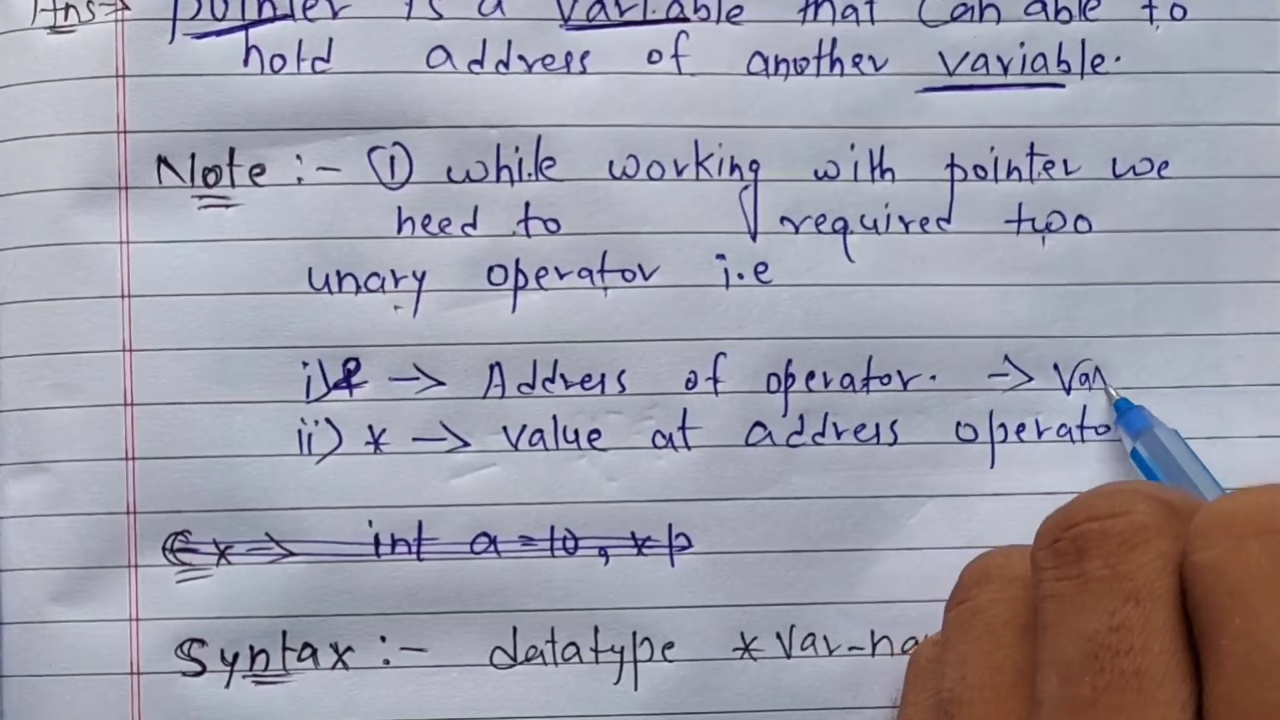 Ans-> pointer is a variable that can able to
hold address of another variable.
Note :- ① while working with pointer we
need to required two
unary operator i.e
i) & -> Address of operator. -> Var
ii) * -> value at address operato
Ex -> int a = 10, *p
Syntax :- datatype *var-na